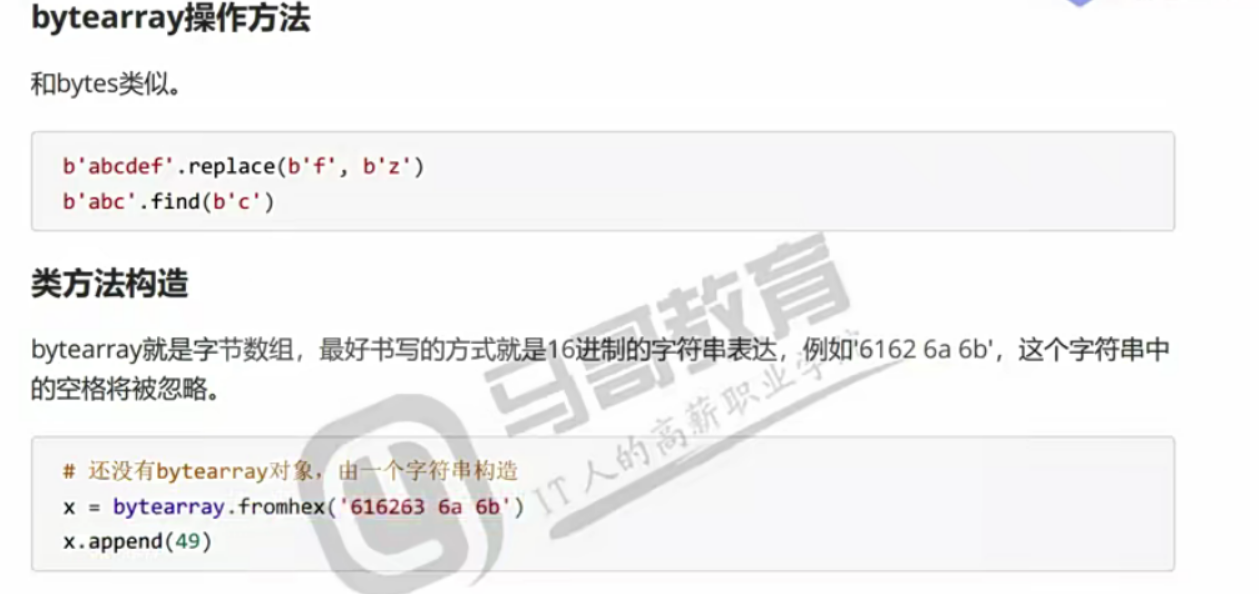 bytearray操作方法
和bytes类似。
b'abcdef'.replace(b'f', b'z')
b'abc'.find(b'c')
类方法构造
bytearray就是字节数组，最好书写的方式就是16进制的字符串表达，例如'6162 6a 6b'，这个字符串中
的空格将被忽略。
# 还没有bytearray对象，由一个字符串构造
x = bytearray.fromhex('616263 6a 6b')
x.append(49)
马哥教育
IT人的高薪职业学院